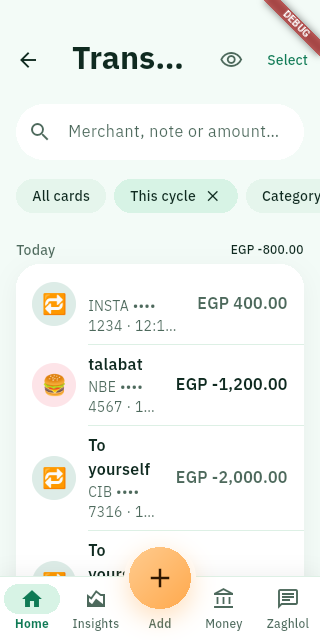 DEBUG
Trans...
Select
Merchant, note or amount...
All cards
This cycle
Category
Today
EGP -800.00
INSTA ••••
1234 · 12:1...
EGP 400.00
talabat
NBE ••••
4567 · 1...
EGP -1,200.00
To
yourself
CIB ••••
7316 · 1...
EGP -2,000.00
To
Home
Insights
Add
Money
Zaghlol